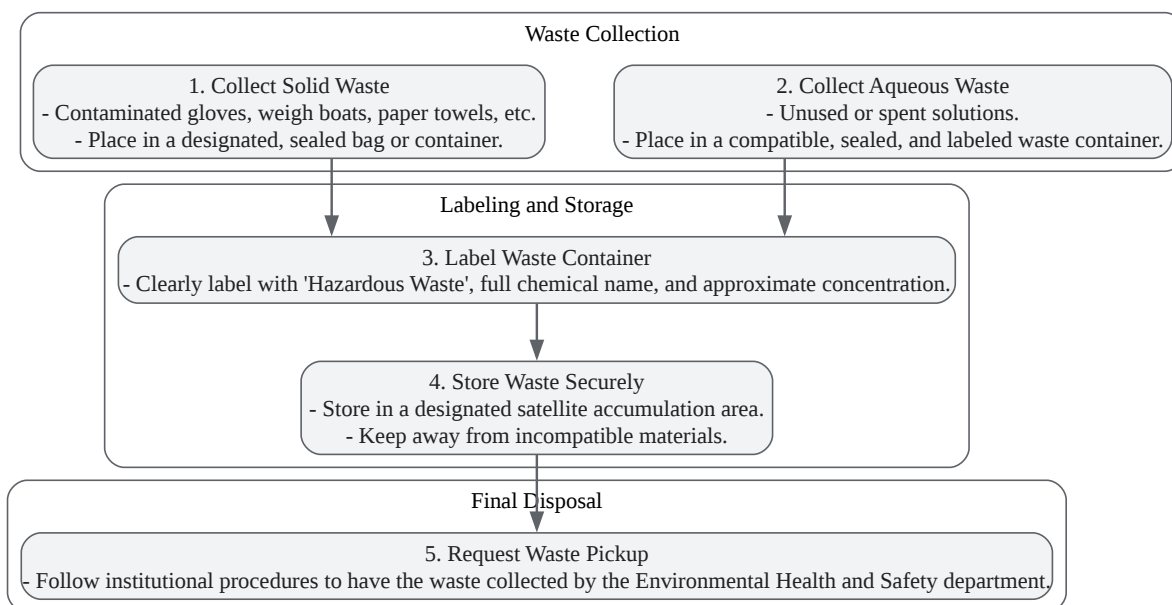 Waste Collection
1. Collect Solid Waste
- Contaminated gloves, weigh boats, paper towels, etc.
- Place in a designated, sealed bag or container.
2. Collect Aqueous Waste
- Unused or spent solutions.
- Place in a compatible, sealed, and labeled waste container.
Labeling and Storage
3. Label Waste Container
- Clearly label with 'Hazardous Waste', full chemical name, and approximate concentration.
4. Store Waste Securely
- Store in a designated satellite accumulation area.
- Keep away from incompatible materials.
Final Disposal
5. Request Waste Pickup
- Follow institutional procedures to have the waste collected by the Environmental Health and Safety department.